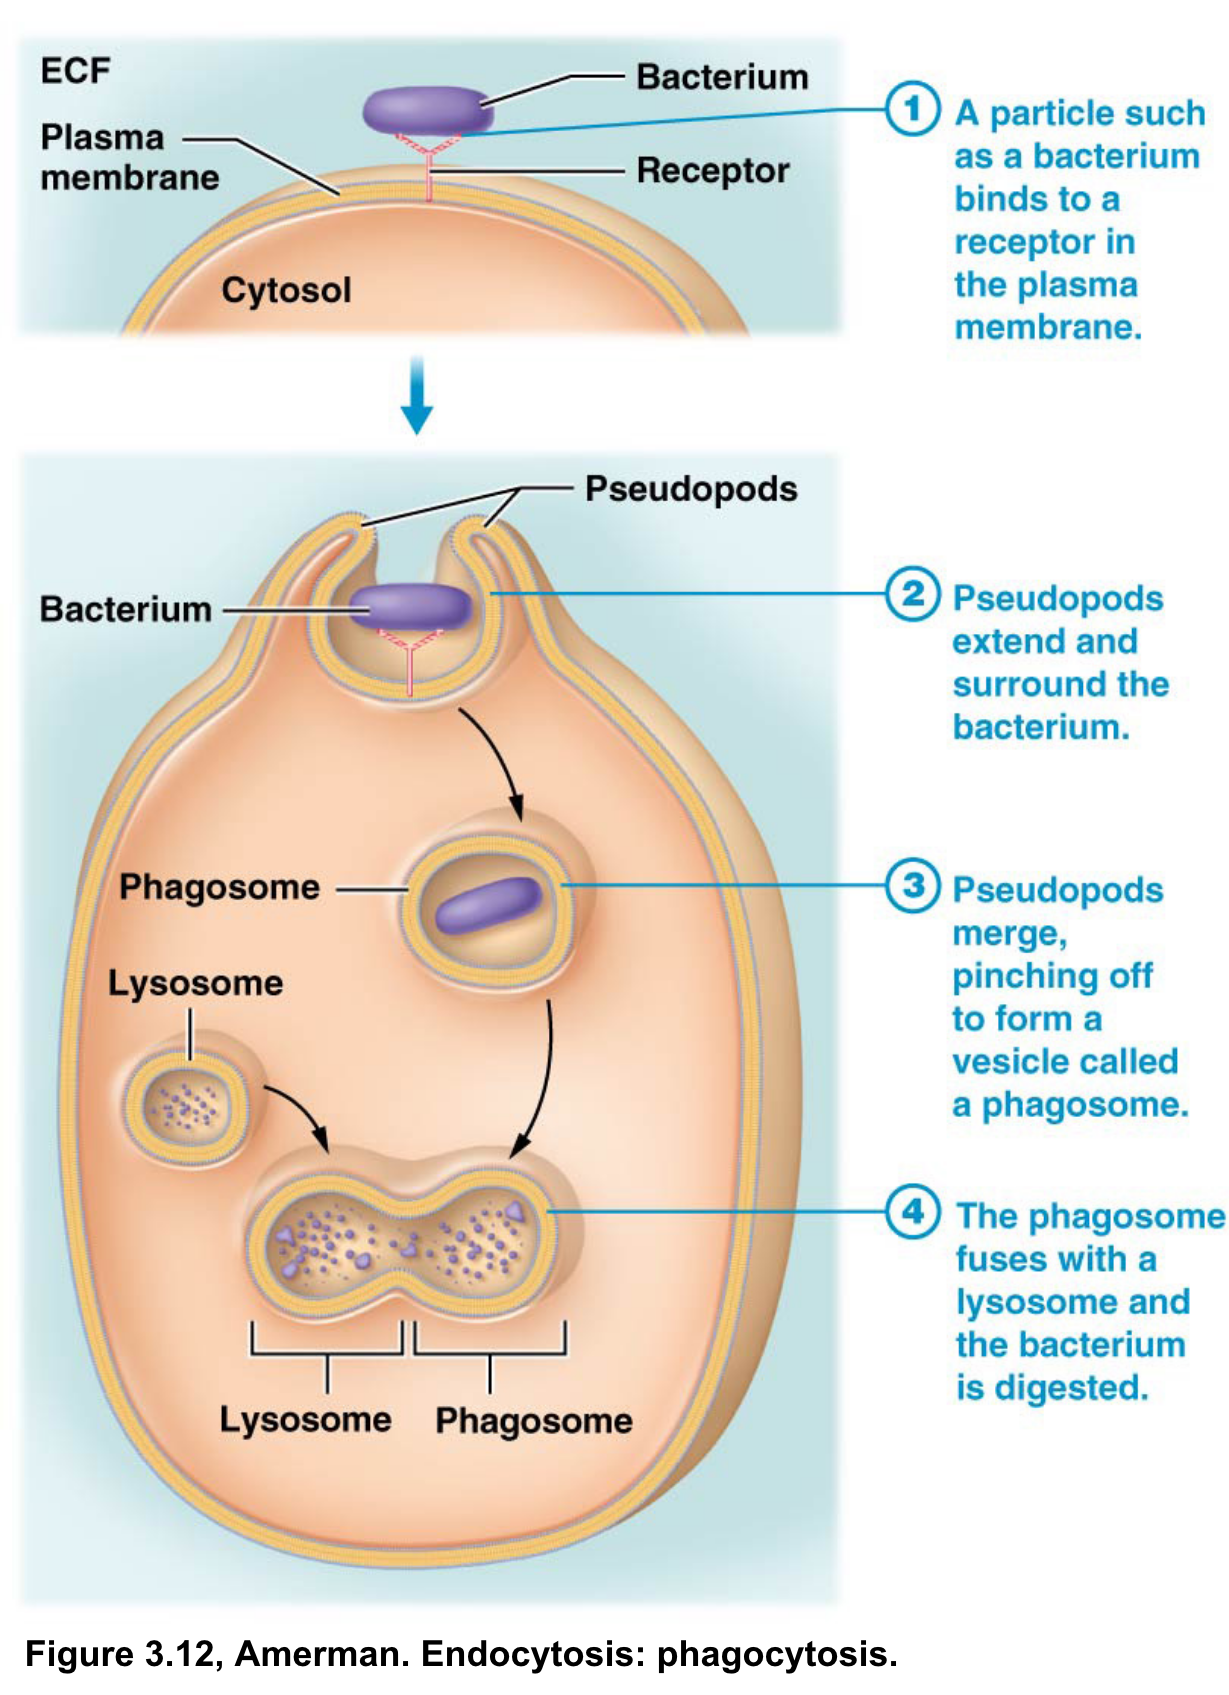 ECF
Bacterium
Plasma
membrane
Receptor
Cytosol
1 A particle such
as a bacterium
binds to a
receptor in
the plasma
membrane.
Pseudopods
Bacterium
2 Pseudopods
extend and
surround the
bacterium.
Phagosome
3 Pseudopods
merge,
pinching off
to form a
vesicle called
a phagosome.
Lysosome
4 The phagosome
fuses with a
lysosome and
the bacterium
is digested.
Lysosome
Phagosome
Figure 3.12, Amerman. Endocytosis: phagocytosis.